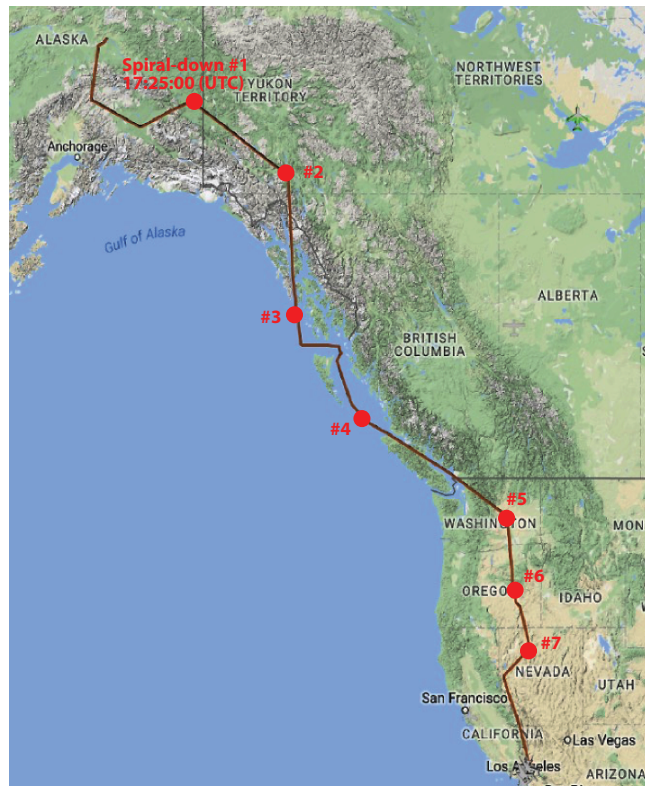 ALASKA
Spiral-down #1
17:25:00 (UTC)
YUKON
TERRITORY
NORTHWEST
TERRITORIES
Anchorage
#2
Gulf of Alaska
ALBERTA
#3
BRITISH
COLUMBIA
#4
#5
WASHINGTON
MON
#6
OREGO
IDAHO
#7
NEVADA
UTAH
San Francisco
CALIFORNIA
Las Vegas
Los Angeles
ARIZONA